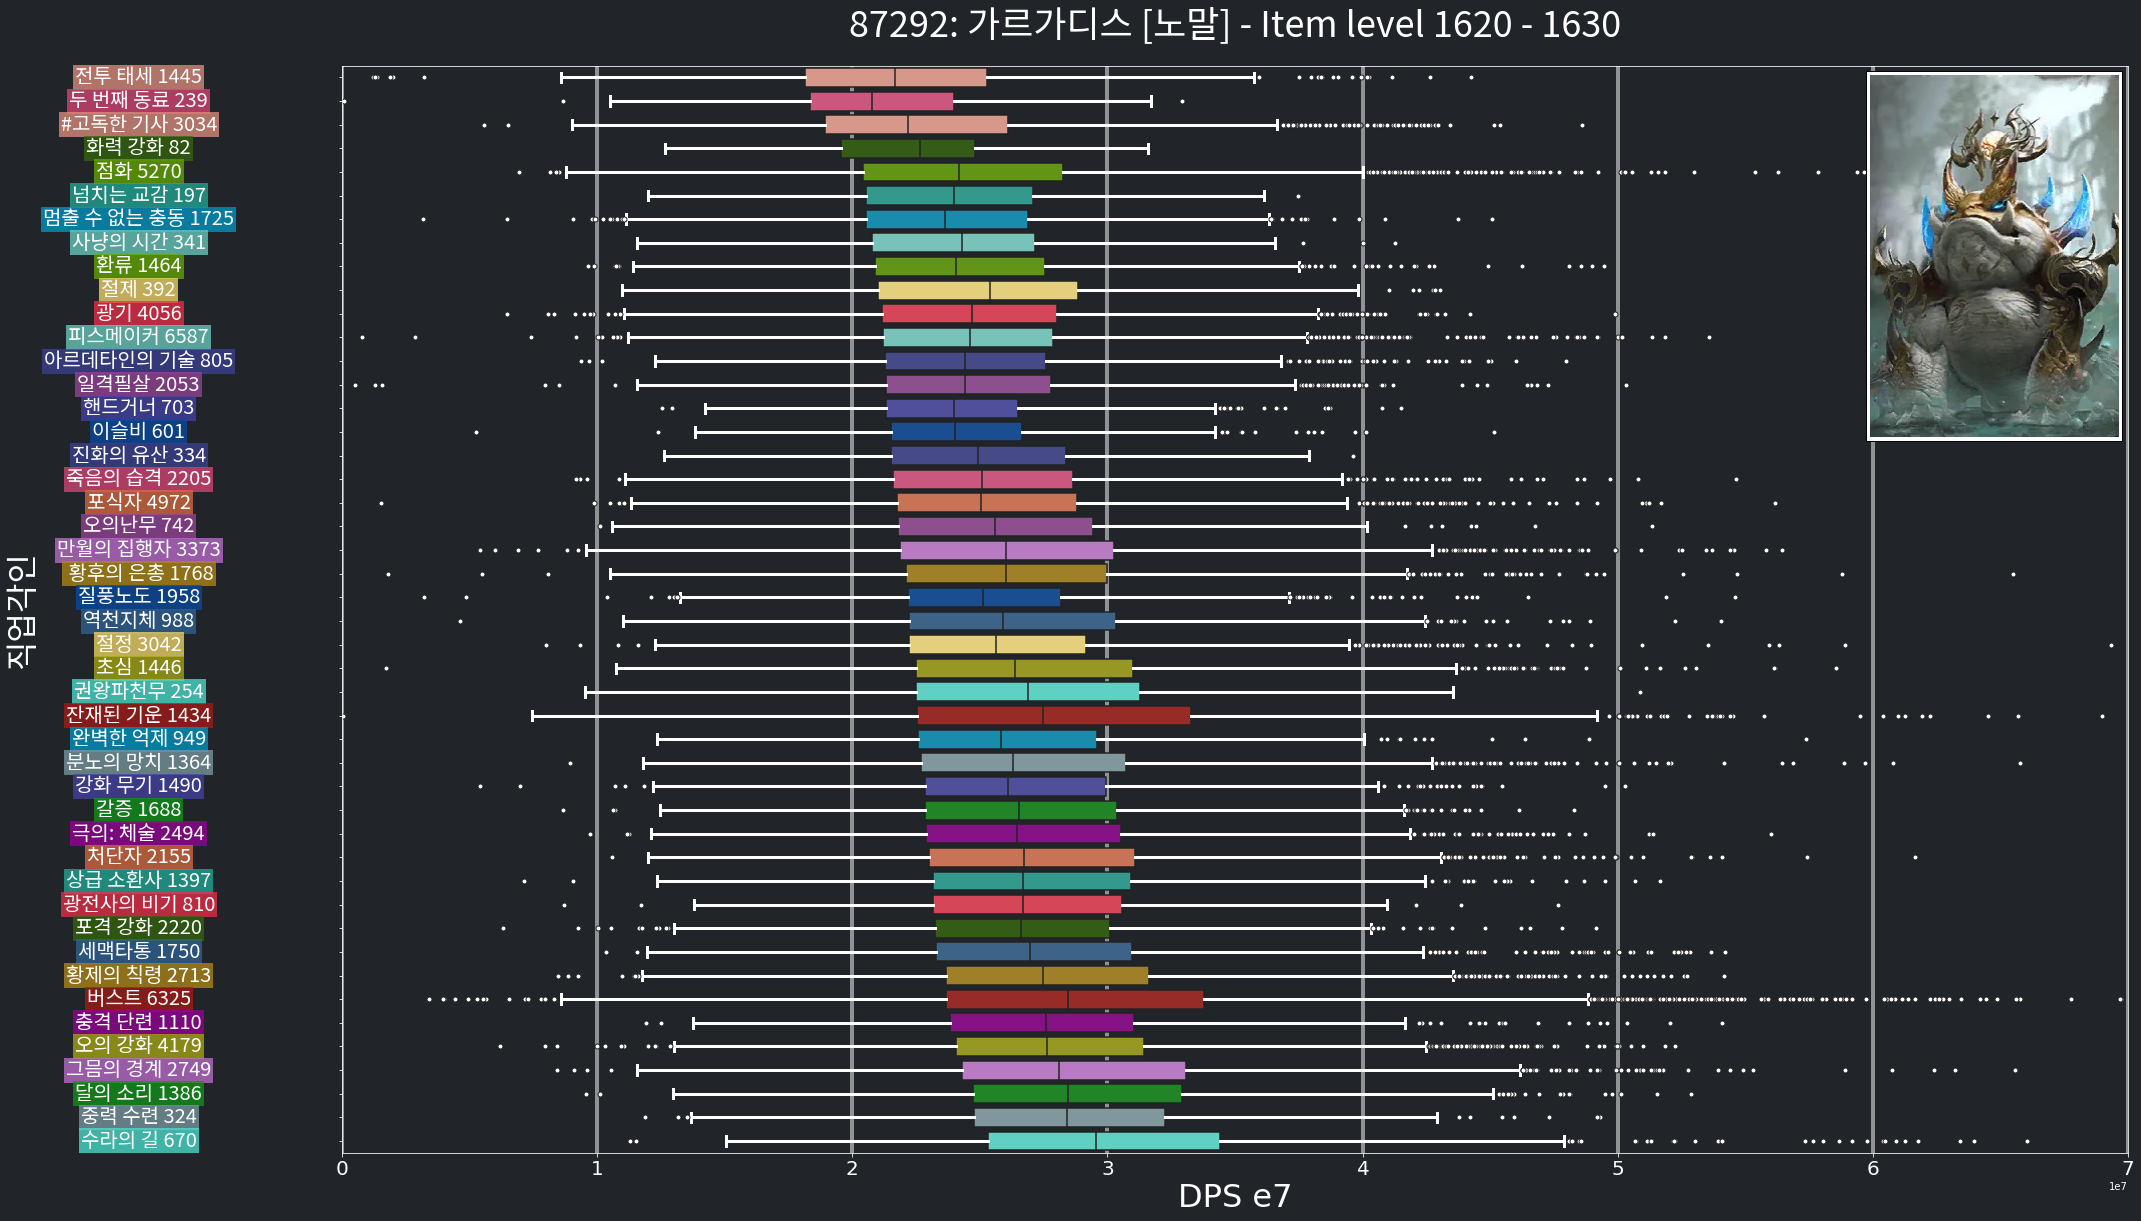 87292: 가르가디스 [노말] - Item level 1620 - 1630
전투 태세 1445
두 번째 동료 239
#고독한 기사 3034
화력 강화 82
점화 5270
넘치는 교감 197
멈출 수 없는 충동 1725
사냥의 시간 341
환류 1464
절제 392
광기 4056
피스메이커 6587
아르데타인의 기술 805
일격필살 2053
핸드거너 703
이슬비 601
진화의 유산 334
죽음의 습격 2205
포식자 4972
오의난무 742
만월의 집행자 3373
황후의 은총 1768
질풍노도 1958
역천지체 988
절정 3042
초심 1446
권왕파천무 254
잔재된 기운 1434
완벽한 억제 949
분노의 망치 1364
강화 무기 1490
갈증 1688
극의: 체술 2494
처단자 2155
상급 소환사 1397
광전사의 비기 810
포격 강화 2220
세맥타통 1750
황제의 칙령 2713
버스트 6325
충격 단련 1110
오의 강화 4179
그믐의 경계 2749
달의 소리 1386
중력 수련 324
수라의 길 670
직업각인
0 1 2 3 4 5 6 7
DPS e7
1e7